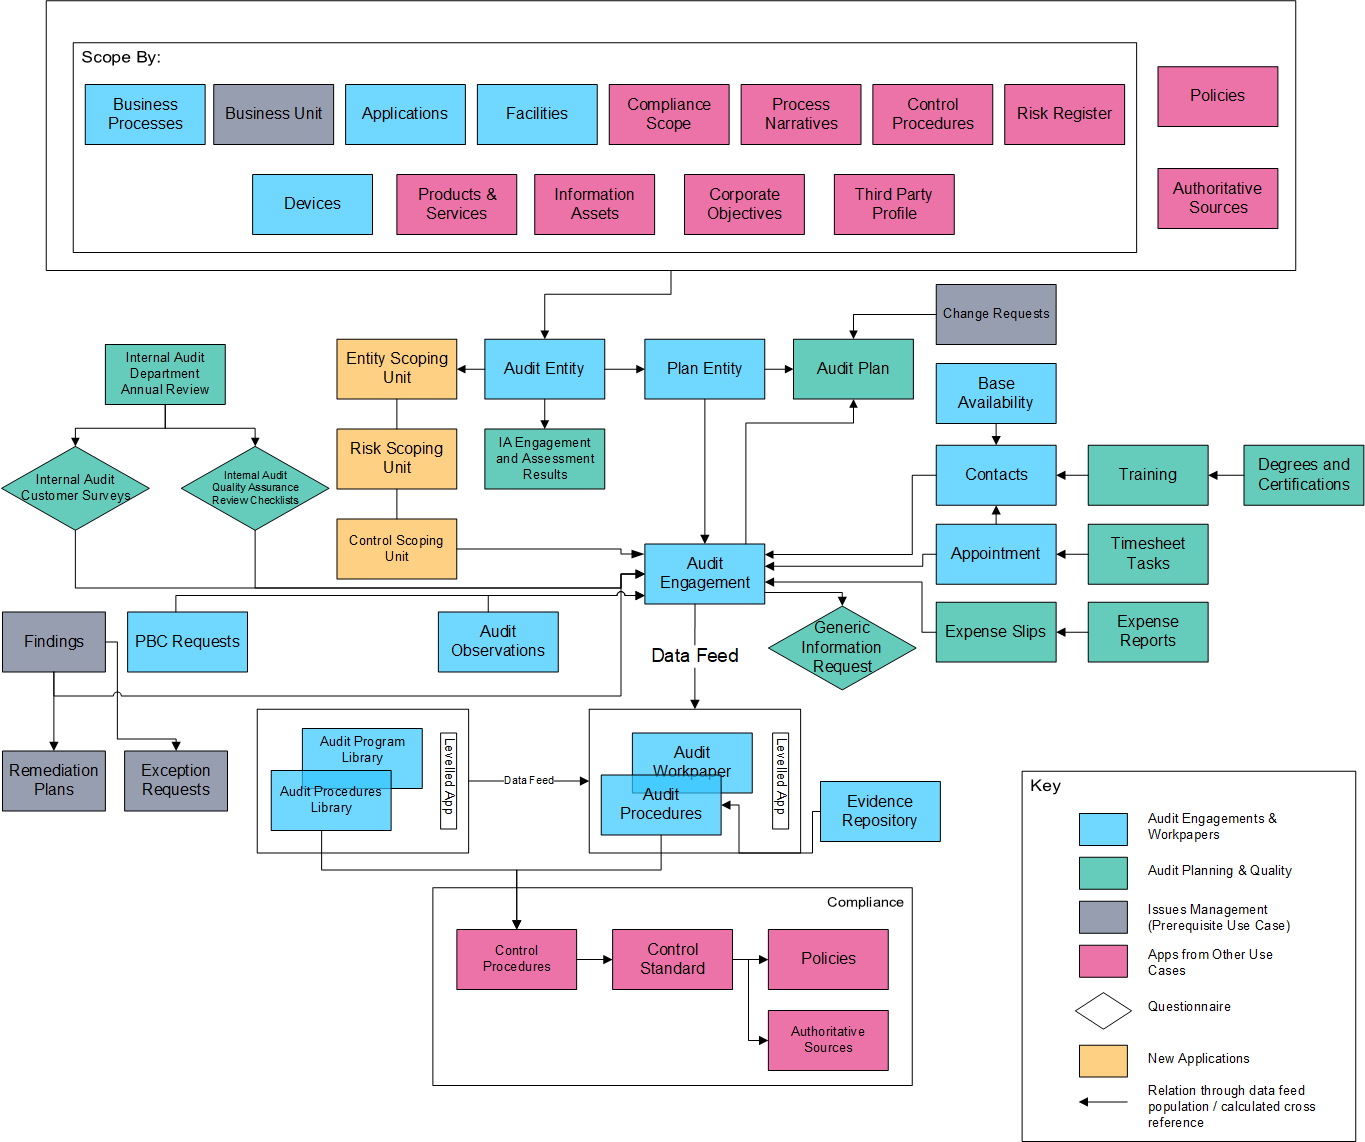 Scope By:
Business
Processes
Business Unit
Applications
Facilities
Compliance
Scope
Process
Narratives
Control
Procedures
Risk Register
Policies
Devices
Products &
Services
Information
Assets
Corporate
Objectives
Third Party
Profile
Authoritative
Sources
Change Requests
Internal Audit
Department
Annual Review
Entity Scoping
Unit
Audit Entity
Plan Entity
Audit Plan
Base
Availability
Risk Scoping
Unit
IA Engagement
and Assessment
Results
Contacts
Training
Degrees and
Certifications
Internal Audit
Customer Surveys
Internal Audit
Quality Assurance
Review Checklists
Control Scoping
Unit
Audit
Engagement
Appointment
Timesheet
Tasks
Findings
PBC Requests
Audit
Observations
Data Feed
Generic
Information
Request
Expense Slips
Expense
Reports
Remediation
Plans
Exception
Requests
Audit Program
Library
Audit Procedures
Library
Levelled App
Data Feed
Audit
Workpaper
Audit
Procedures
Levelled App
Evidence
Repository
Compliance
Control
Procedures
Control
Standard
Policies
Authoritative
Sources
Key
Audit Engagements &
Workpapers
Audit Planning & Quality
Issues Management
(Prerequisite Use Case)
Apps from Other Use
Cases
Questionnaire
New Applications
Relation through data feed
population / calculated cross
reference